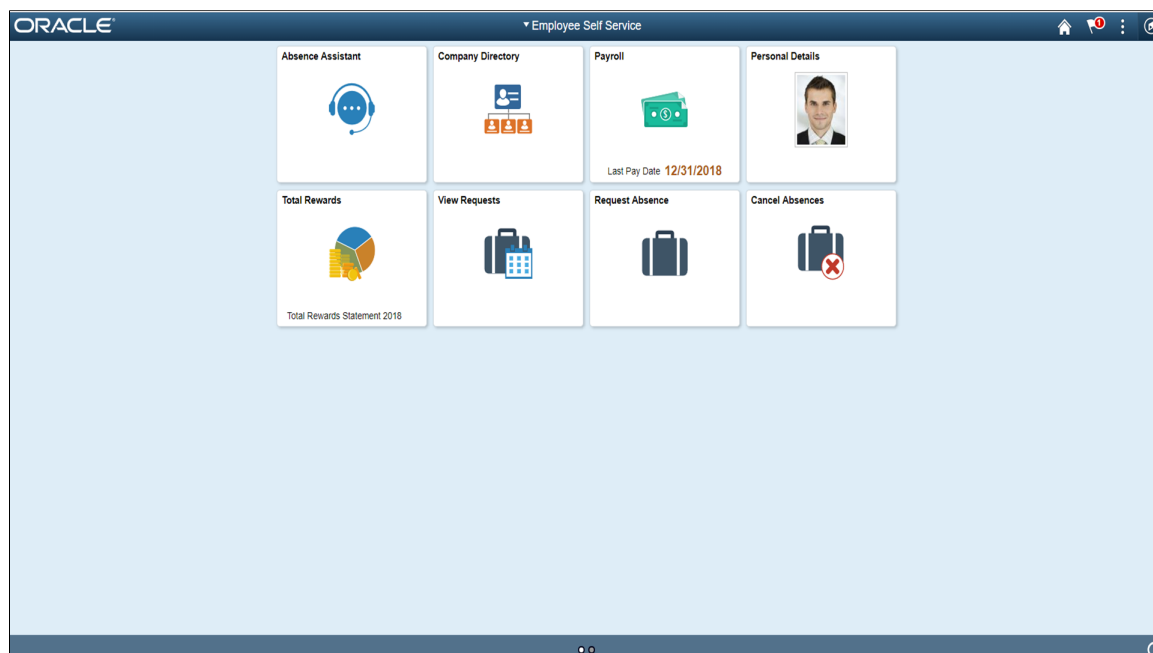 ORACLE®
Employee Self Service
1
Absence Assistant
Company Directory
Payroll
Personal Details
Last Pay Date 12/31/2018
Total Rewards
View Requests
Request Absence
Cancel Absences
Total Rewards Statement 2018